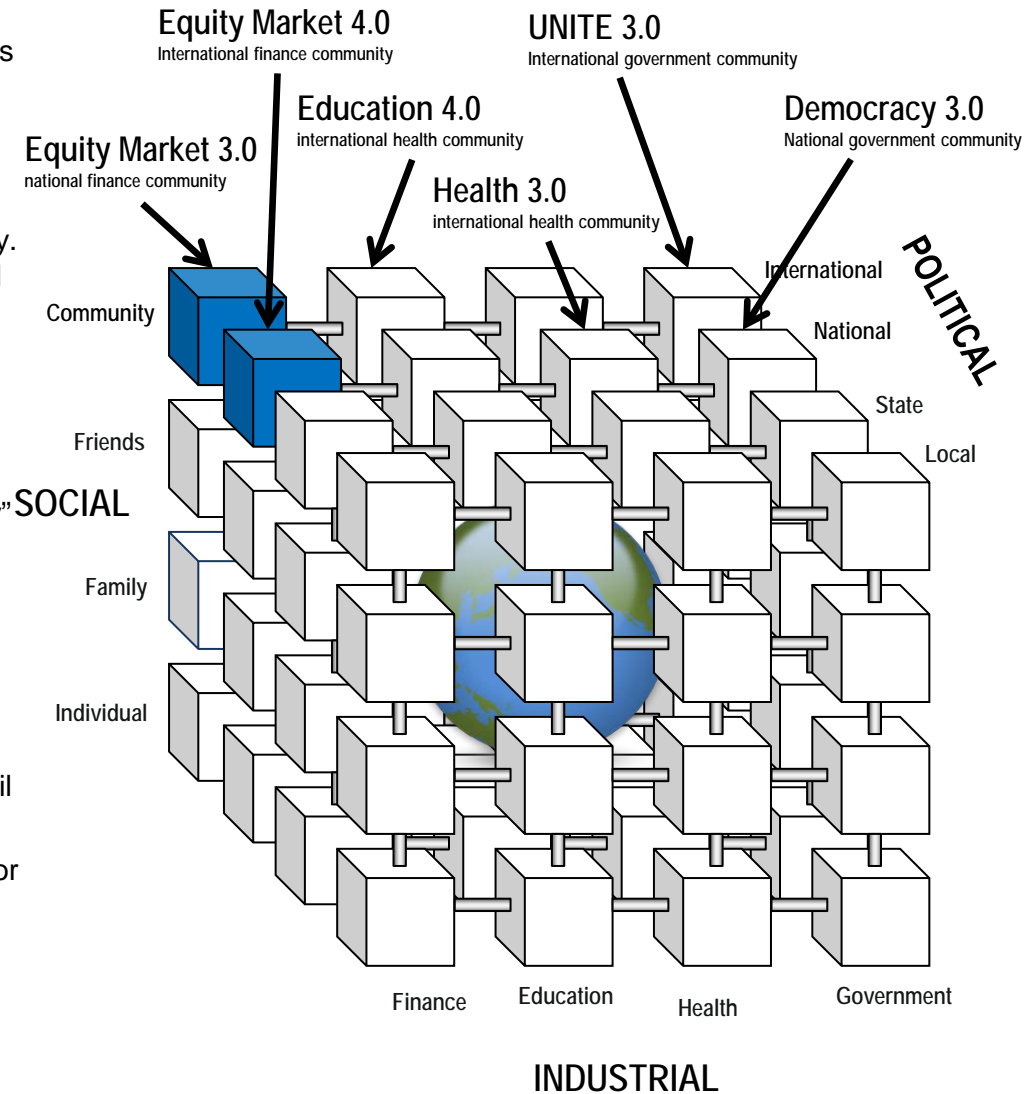 Equity Market 4.0
International finance community
UNITE 3.0
International government community
s
Education 4.0
international health community
Democracy 3.0
National government community
Equity Market 3.0
national finance community
Health 3.0
international health community
y.
POLITICAL
International
Community
National
State
Friends
Local
” SOCIAL
Family
Individual
il
or
Finance
Education
Health
Government
INDUSTRIAL